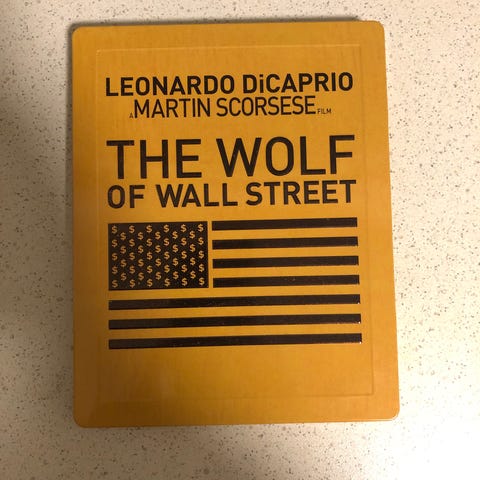 LEONARDO DiCAPRIO
A MARTIN SCORSESE FILM
THE WOLF
OF WALL STREET